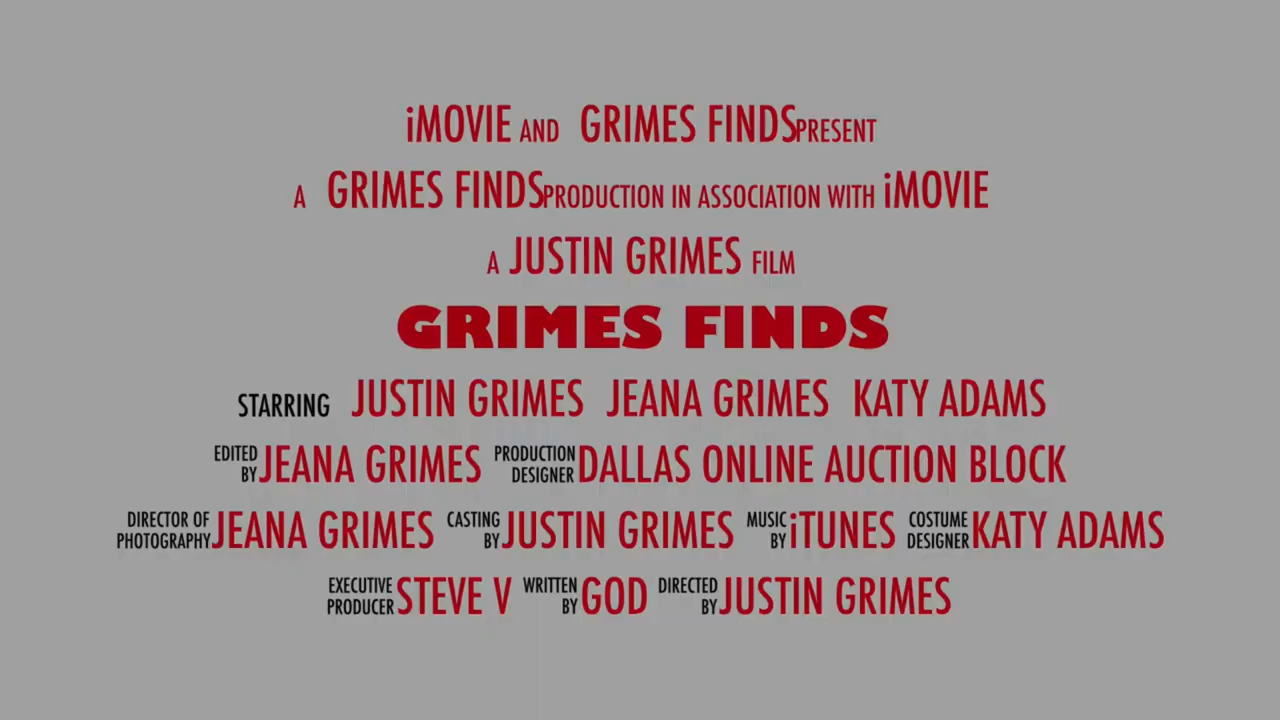 iMOVIE AND GRIMES FINDS PRESENT
A GRIMES FINDS PRODUCTION IN ASSOCIATION WITH iMOVIE
A JUSTIN GRIMES FILM
GRIMES FINDS
STARRING JUSTIN GRIMES JEANA GRIMES KATY ADAMS
EDITED BY JEANA GRIMES PRODUCTION DESIGNER DALLAS ONLINE AUCTION BLOCK
DIRECTOR OF PHOTOGRAPHY JEANA GRIMES CASTING BY JUSTIN GRIMES MUSIC BY iTUNES COSTUME DESIGNER KATY ADAMS
EXECUTIVE PRODUCER STEVE V WRITTEN BY GOD DIRECTED BY JUSTIN GRIMES